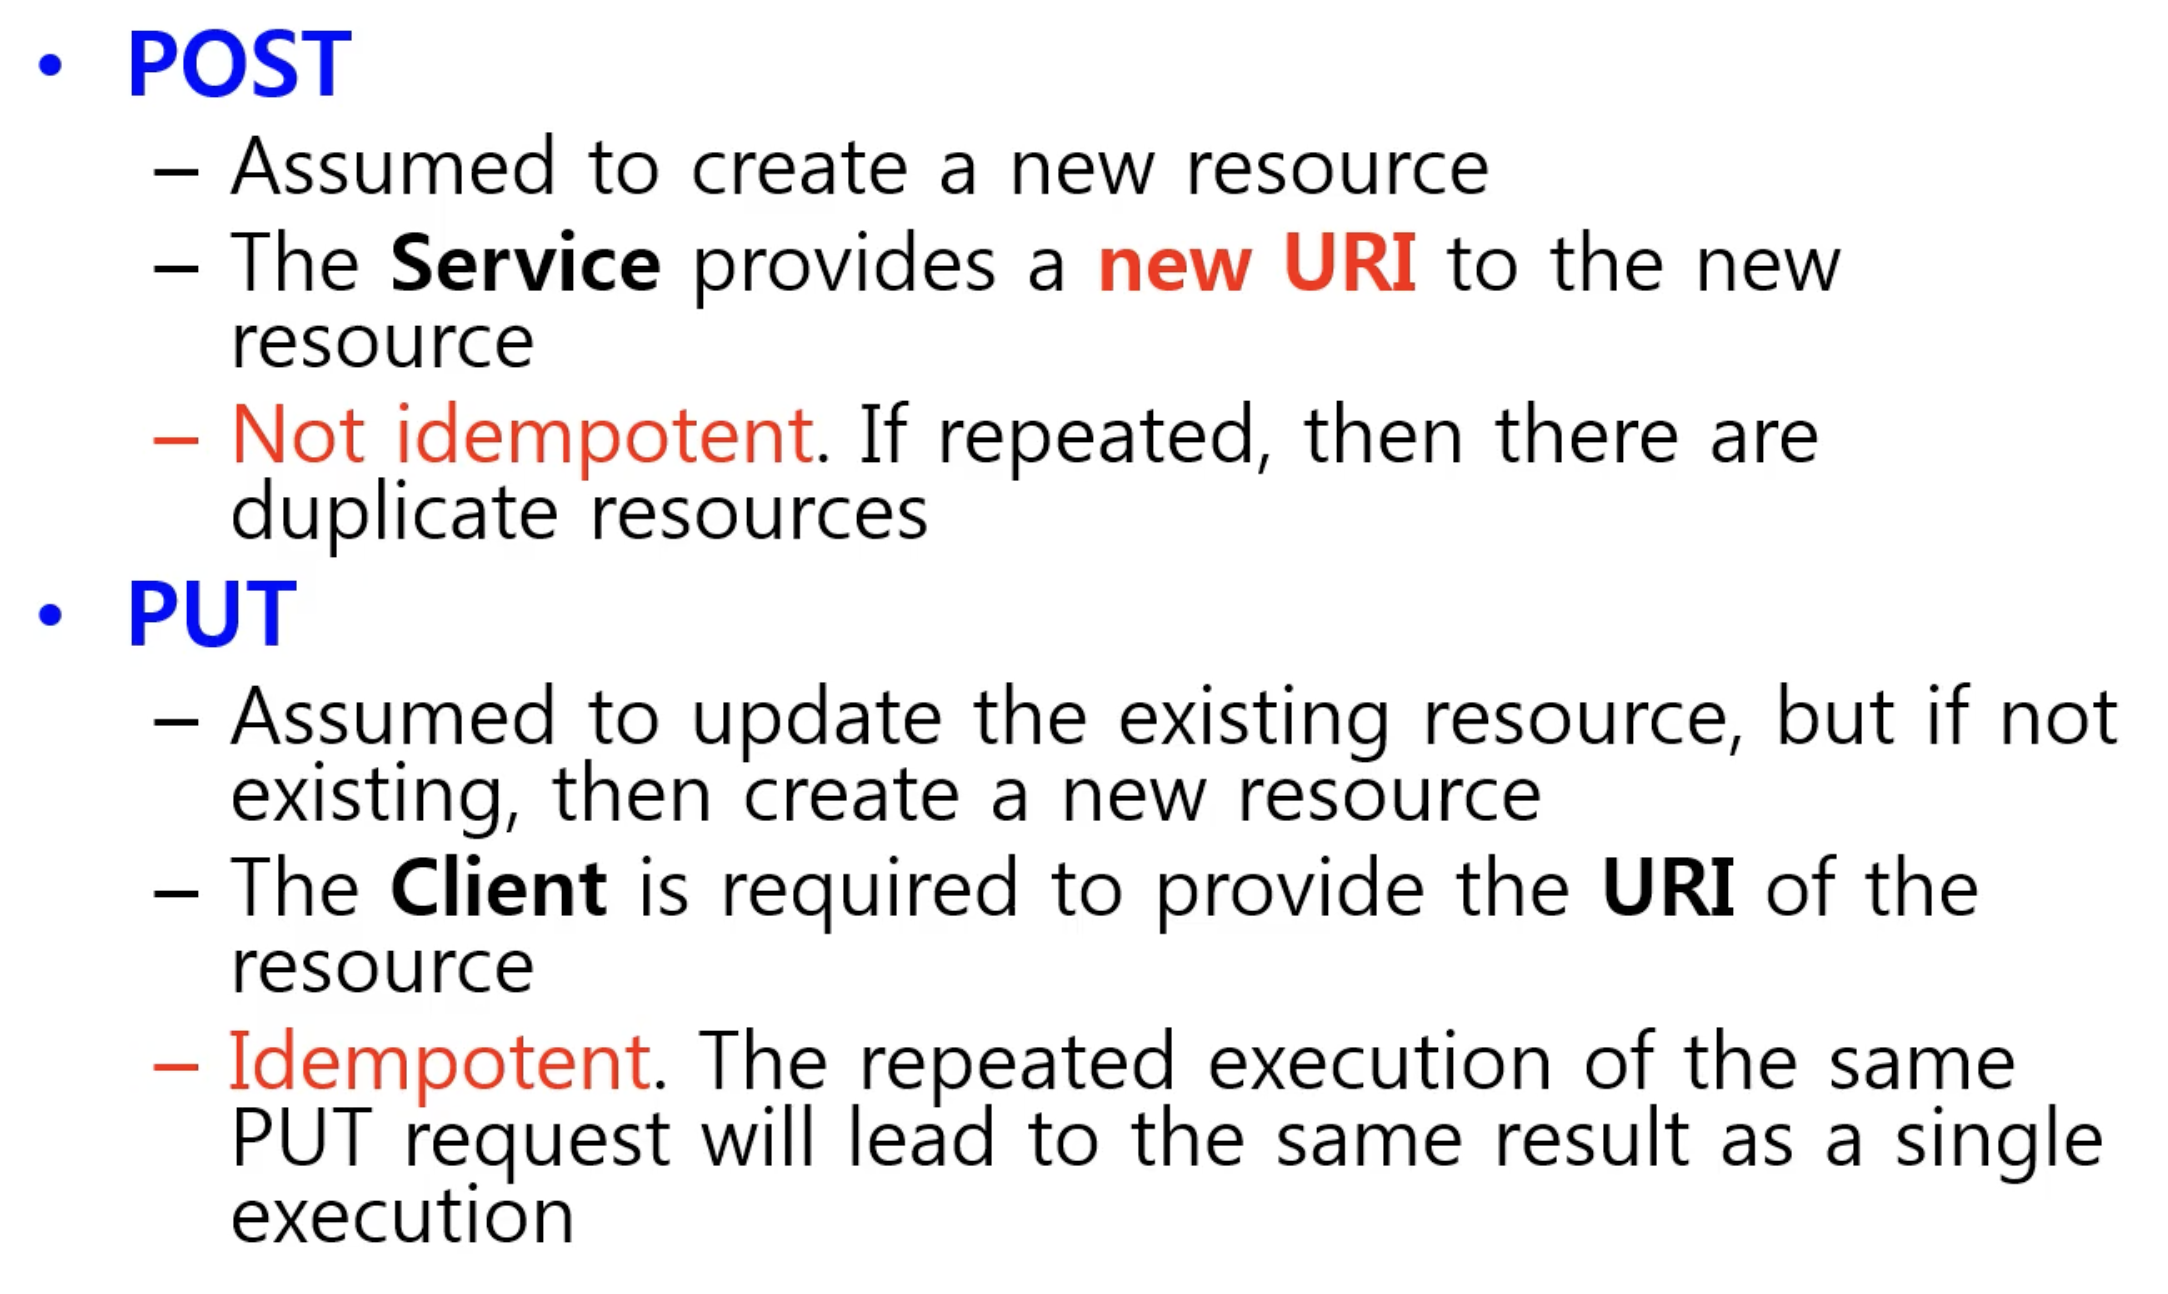 • POST
– Assumed to create a new resource
– The Service provides a new URI to the new
resource
– Not idempotent. If repeated, then there are
duplicate resources
• PUT
– Assumed to update the existing resource, but if not
existing, then create a new resource
– The Client is required to provide the URI of the
resource
– Idempotent. The repeated execution of the same
PUT request will lead to the same result as a single
execution